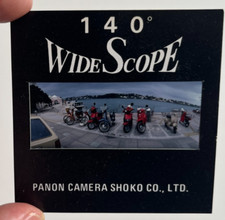 140°
WIDE SCOPE
PANON CAMERA SHOKO CO., LTD.